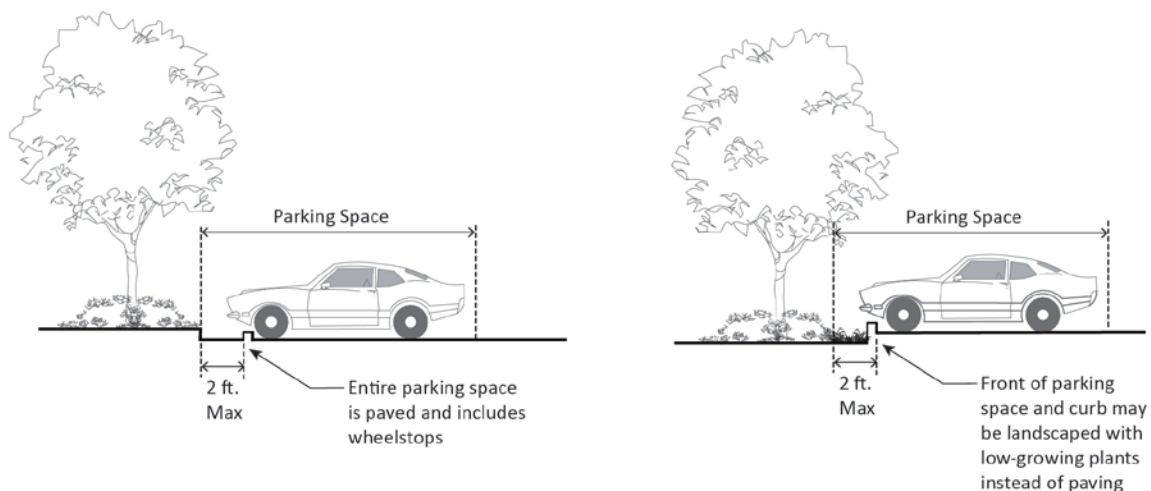 Parking Space
2 ft.
Max
Entire parking space
is paved and includes
wheelstops
Parking Space
2 ft.
Max
Front of parking
space and curb may
be landscaped with
low-growing plants
instead of paving